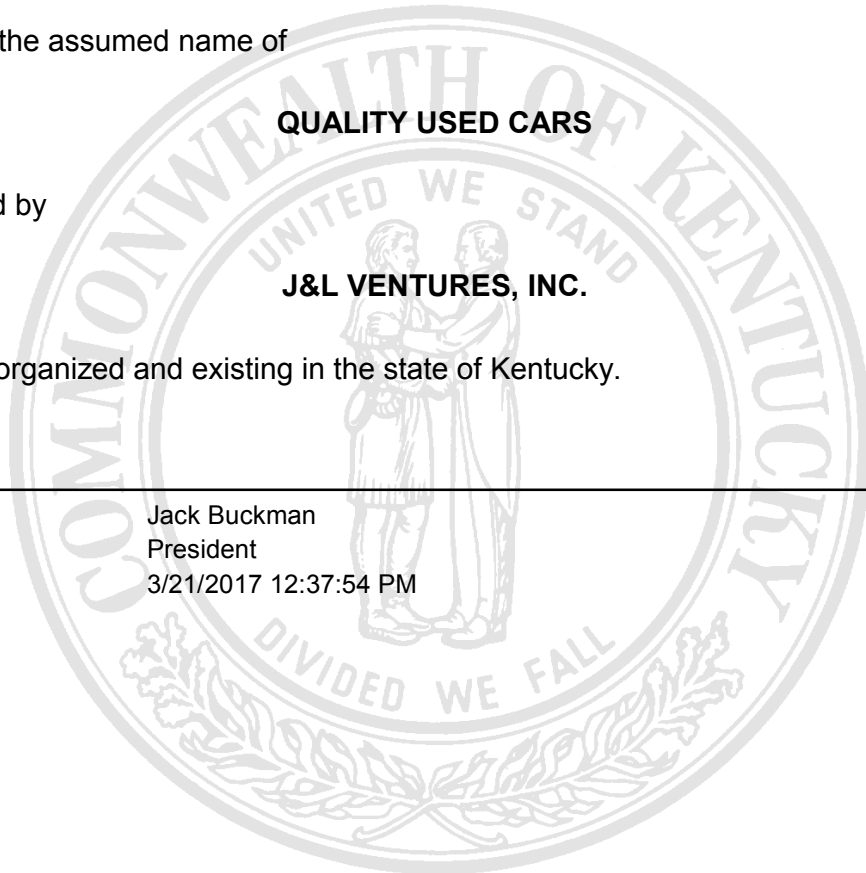 the assumed name of
QUALITY USED CARS
d by
J&L VENTURES, INC.
organized and existing in the state of Kentucky.
Jack Buckman
President
3/21/2017 12:37:54 PM
COMMONWEALTH OF KENTUCKY
UNITED WE STAND
DIVIDED WE FALL